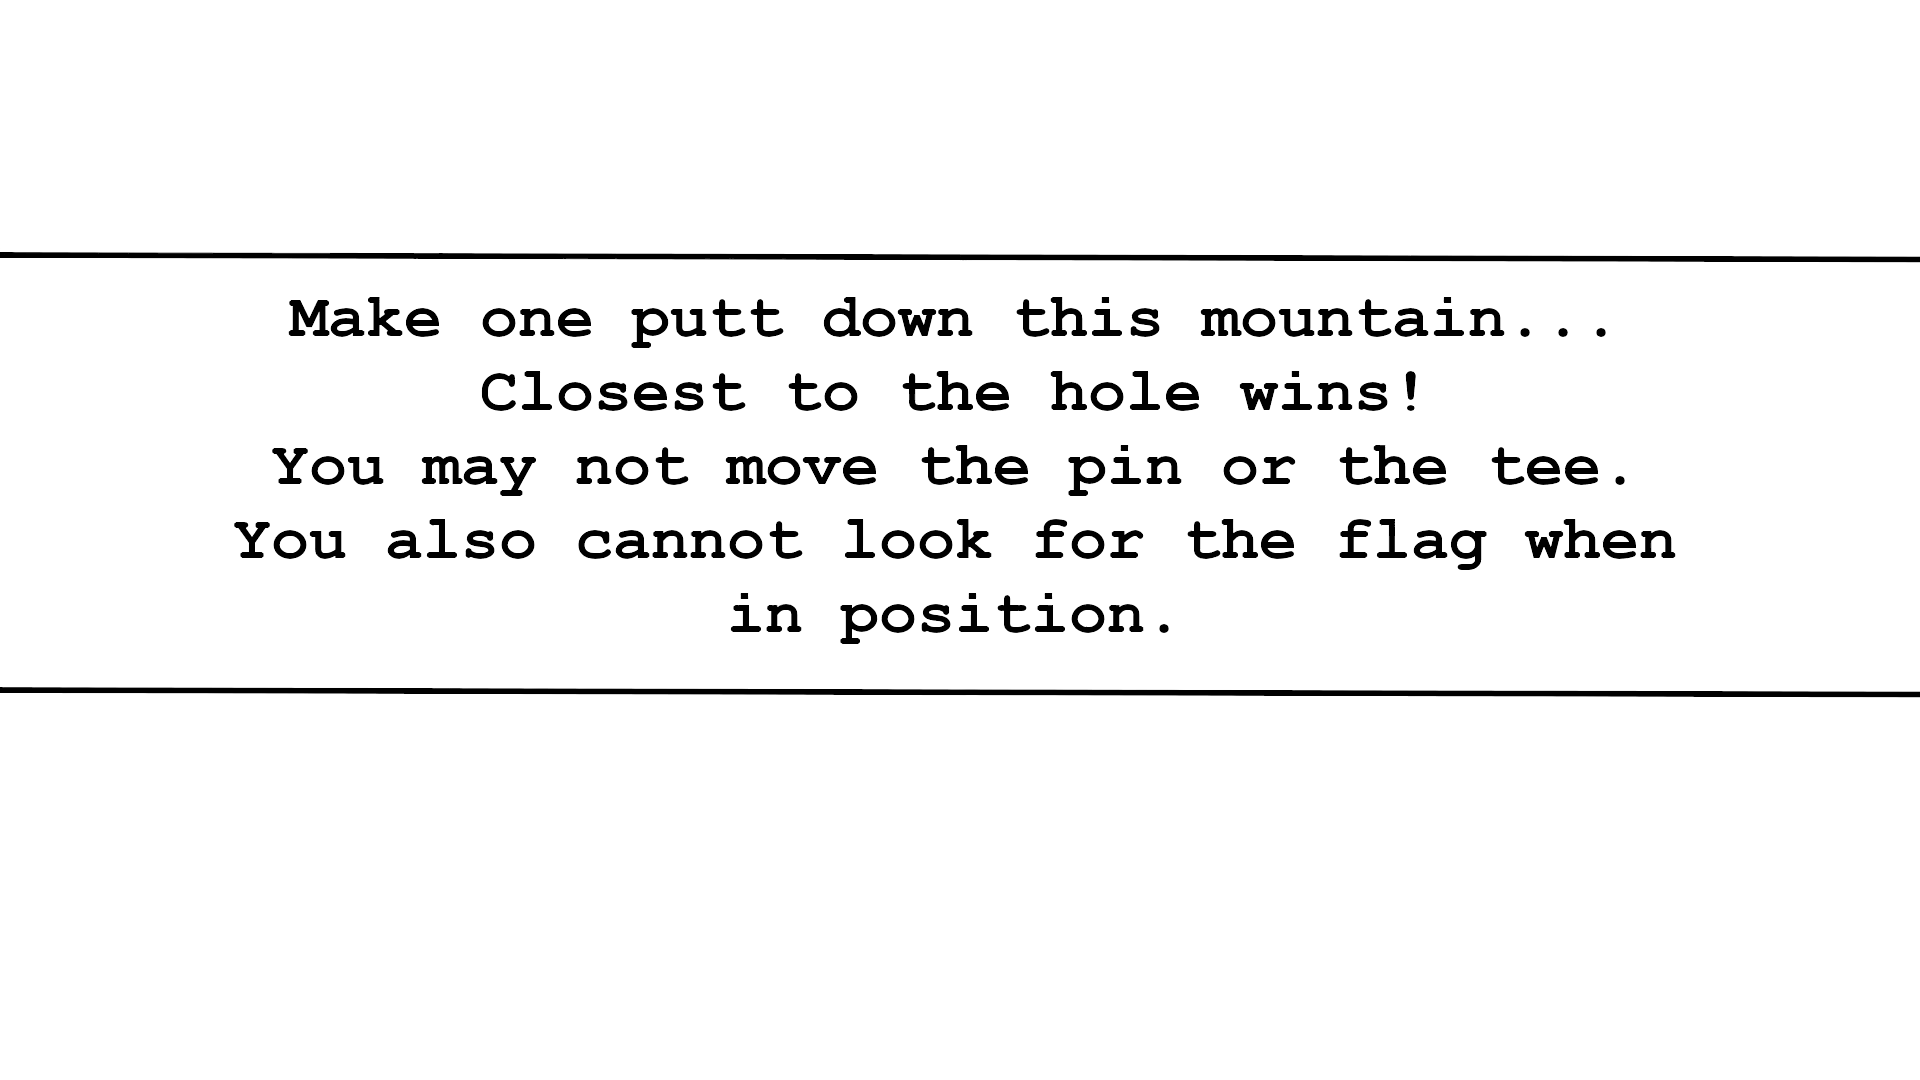 Make one putt down this mountain...
Closest to the hole wins!
You may not move the pin or the tee.
You also cannot look for the flag when
in position.